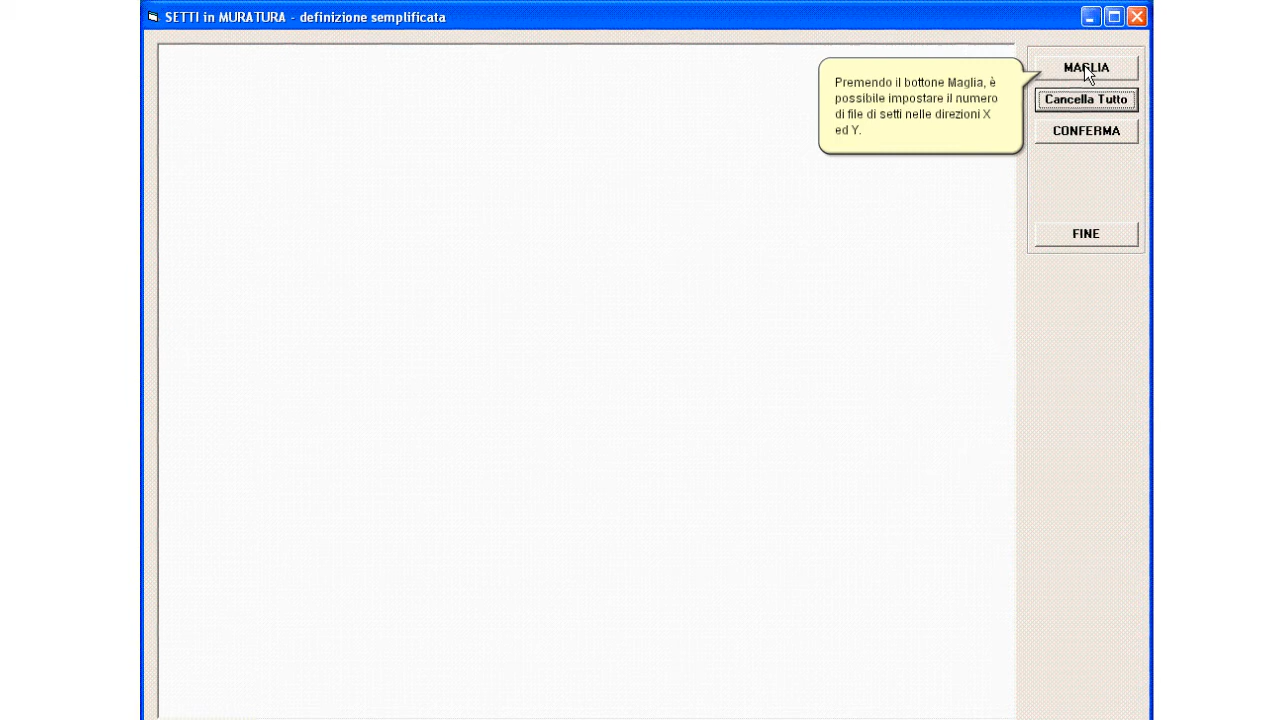 SETTI in MURATURA - definizione semplificata
MAGLIA
Premendo il bottone Maglia, è
possibile impostare il numero
di file di setti nelle direzioni X
ed Y.
Cancella Tutto
CONFERMA
FINE